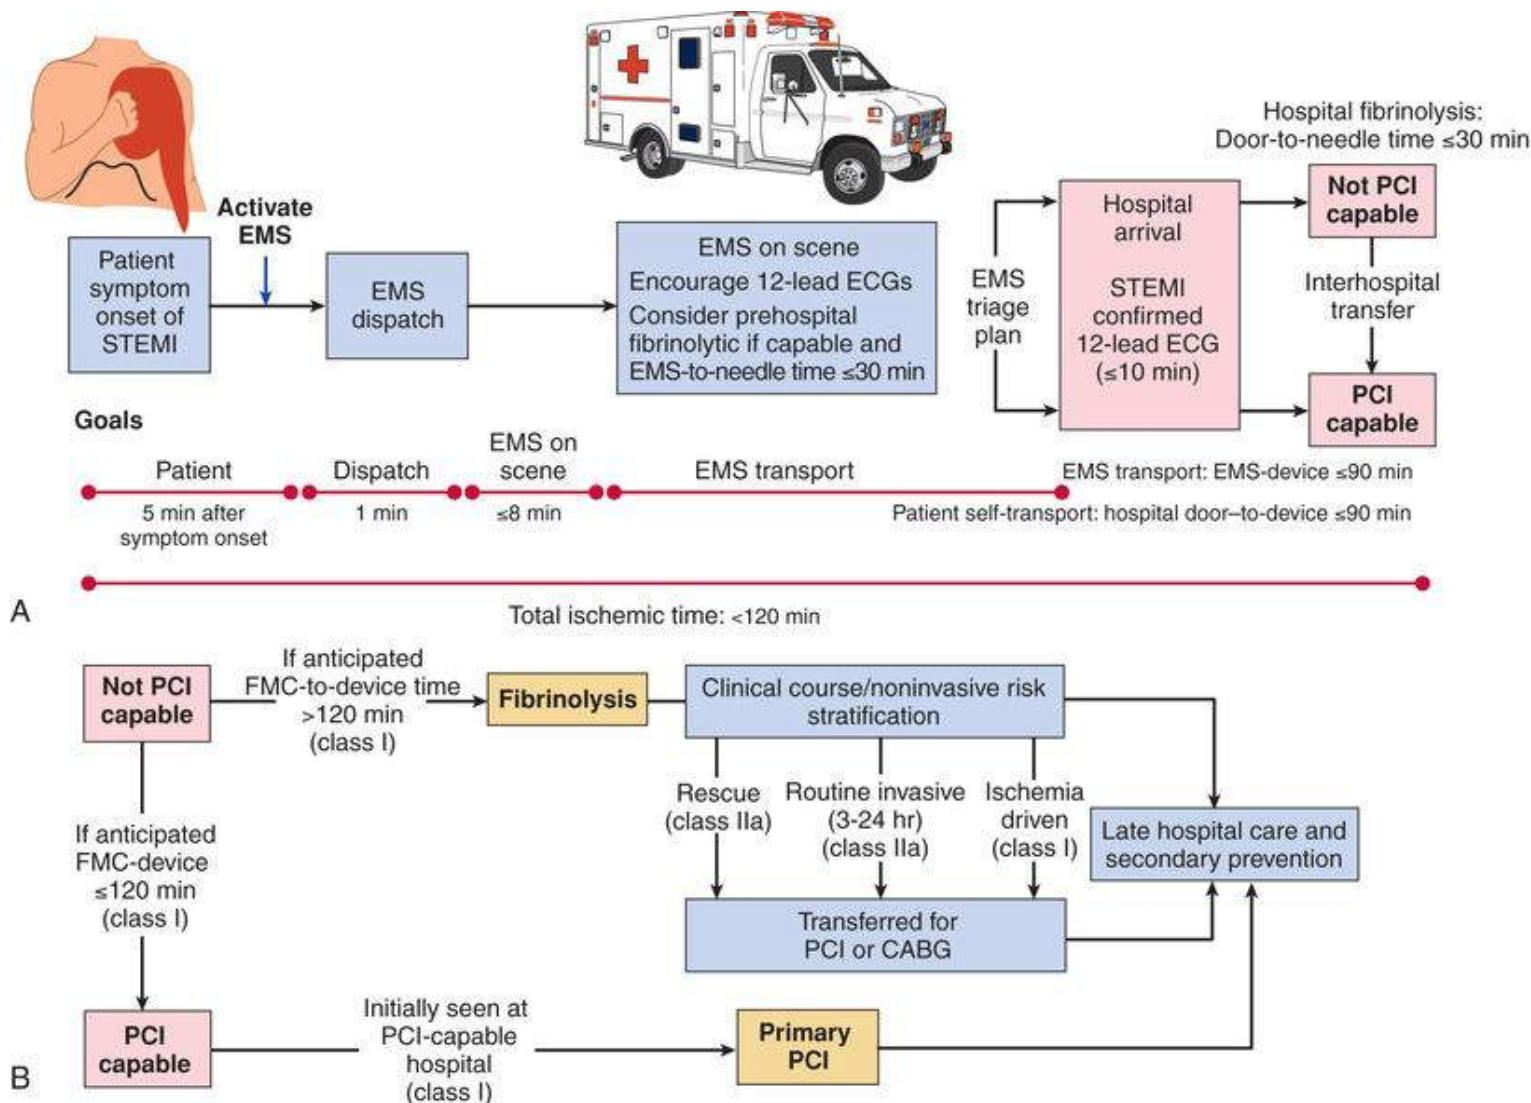 Activate
EMS
Patient
symptom
onset of
STEMI
EMS
dispatch
EMS on scene
Encourage 12-lead ECGs
Consider prehospital
fibrinolytic if capable and
EMS-to-needle time ≤30 min
EMS
triage
plan
Hospital
arrival
STEMI
confirmed
12-lead ECG
(≤10 min)
Hospital fibrinolysis:
Door-to-needle time ≤30 min
Not PCI
capable
Interhospital
transfer
PCI
capable
Goals
Patient
5 min after
symptom onset
Dispatch
1 min
EMS on
scene
≤8 min
EMS transport
EMS transport: EMS-device ≤90 min
Patient self-transport: hospital door–to-device ≤90 min
Total ischemic time: <120 min
A
Not PCI
capable
If anticipated
FMC-to-device time
>120 min
(class I)
Fibrinolysis
Clinical course/noninvasive risk
stratification
Rescue
(class IIa)
Routine invasive
(3-24 hr)
(class IIa)
Ischemia
driven
(class I)
Late hospital care and
secondary prevention
Transferred for
PCI or CABG
If anticipated
FMC-device
≤120 min
(class I)
PCI
capable
Initially seen at
PCI-capable
hospital
(class I)
Primary
PCI
B